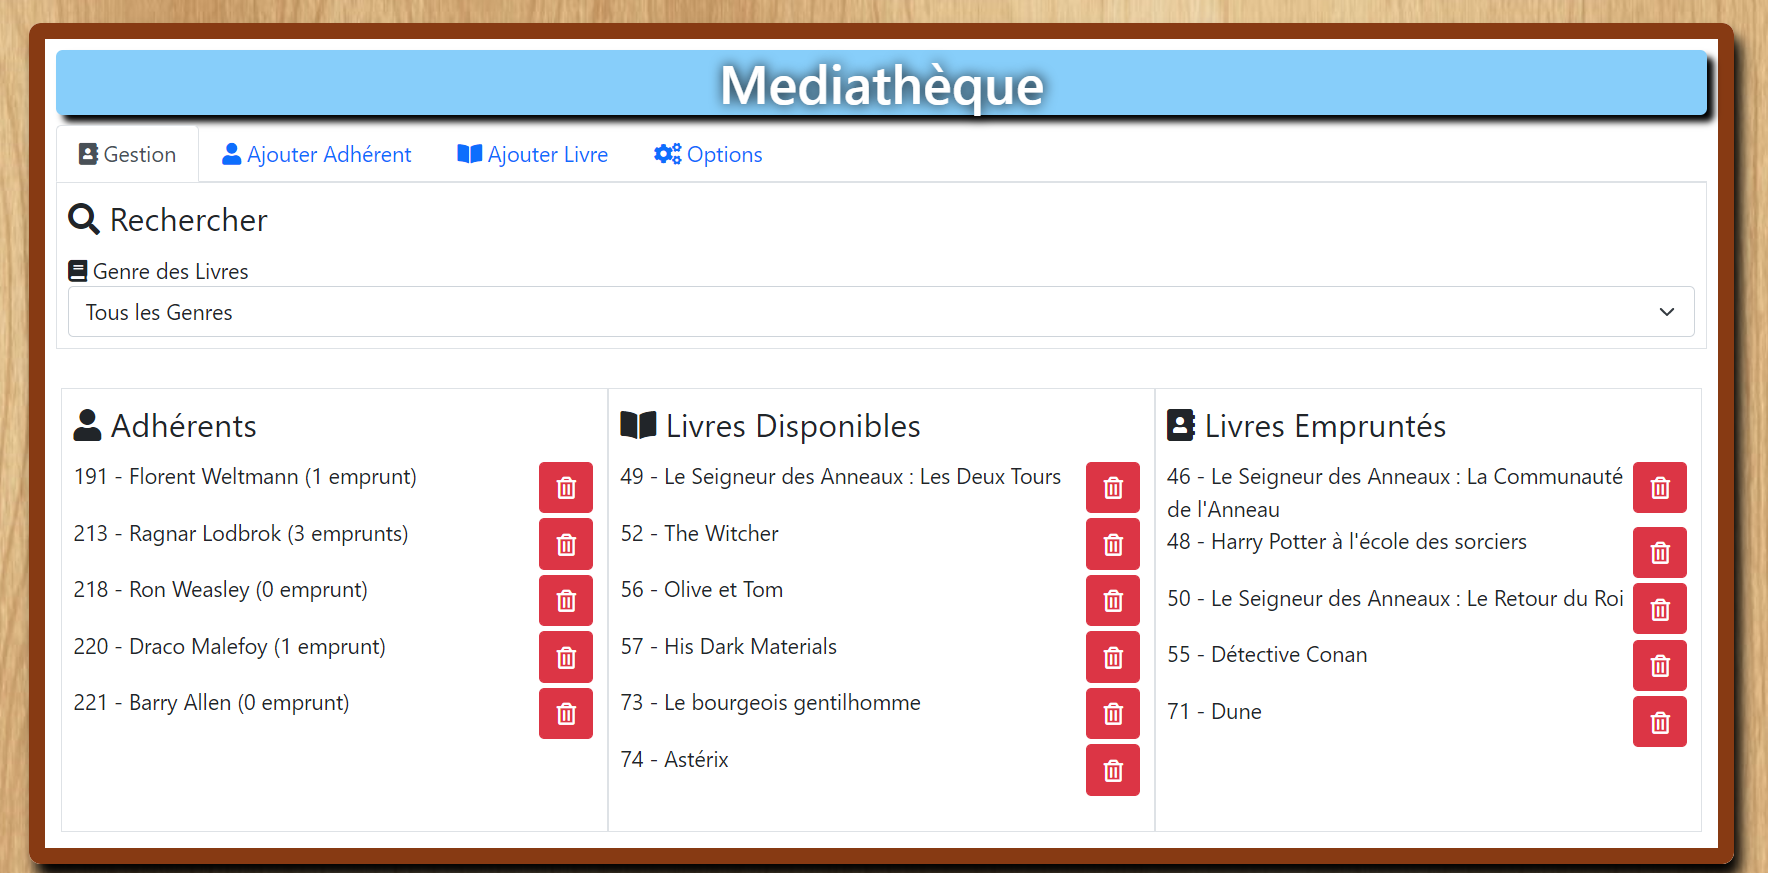 Mediathèque
Gestion
Ajouter Adhérent
Ajouter Livre
Options
Rechercher
Genre des Livres
Tous les Genres
Adhérents
191 - Florent Weltmann (1 emprunt)
213 - Ragnar Lodbrok (3 emprunts)
218 - Ron Weasley (0 emprunt)
220 - Draco Malefoy (1 emprunt)
221 - Barry Allen (0 emprunt)
Livres Disponibles
49 - Le Seigneur des Anneaux : Les Deux Tours
52 - The Witcher
56 - Olive et Tom
57 - His Dark Materials
73 - Le bourgeois gentilhomme
74 - Astérix
Livres Empruntés
46 - Le Seigneur des Anneaux : La Communauté
de l'Anneau
48 - Harry Potter à l'école des sorciers
50 - Le Seigneur des Anneaux : Le Retour du Roi
55 - Détective Conan
71 - Dune